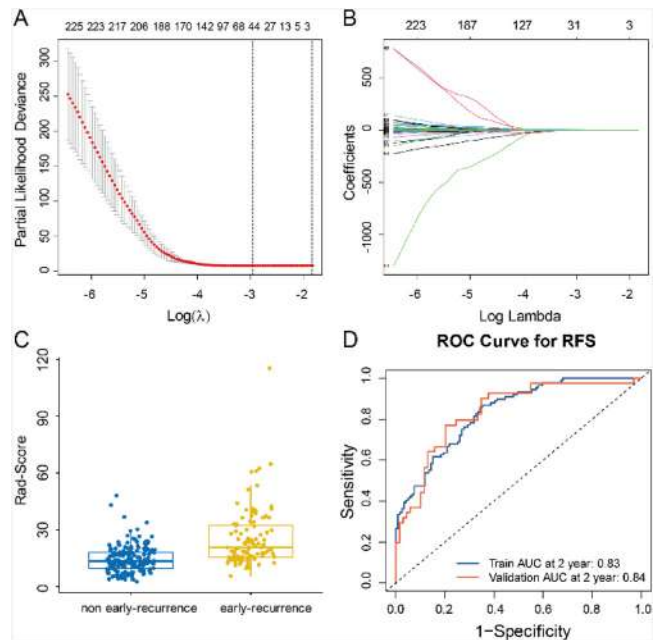 A
225 223 217 206 188 170 142 97 68 44 27 13 5 3
Partial Likelihood Deviance
300
250
200
150
100
50
0
-6 -5 -4 -3 -2
Log(λ)
B
223 187 127 31 3
Coefficients
500
0
-500
-1000
-6 -5 -4 -3 -2
Log Lambda
C
Rad-Score
120
90
60
30
0
non early-recurrence early-recurrence
D
ROC Curve for RFS
Sensitivity
1.0
0.8
0.6
0.4
0.2
0.0
Train AUC at 2 year: 0.83
Validation AUC at 2 year: 0.84
0.0 0.2 0.4 0.6 0.8 1.0
1-Specificity